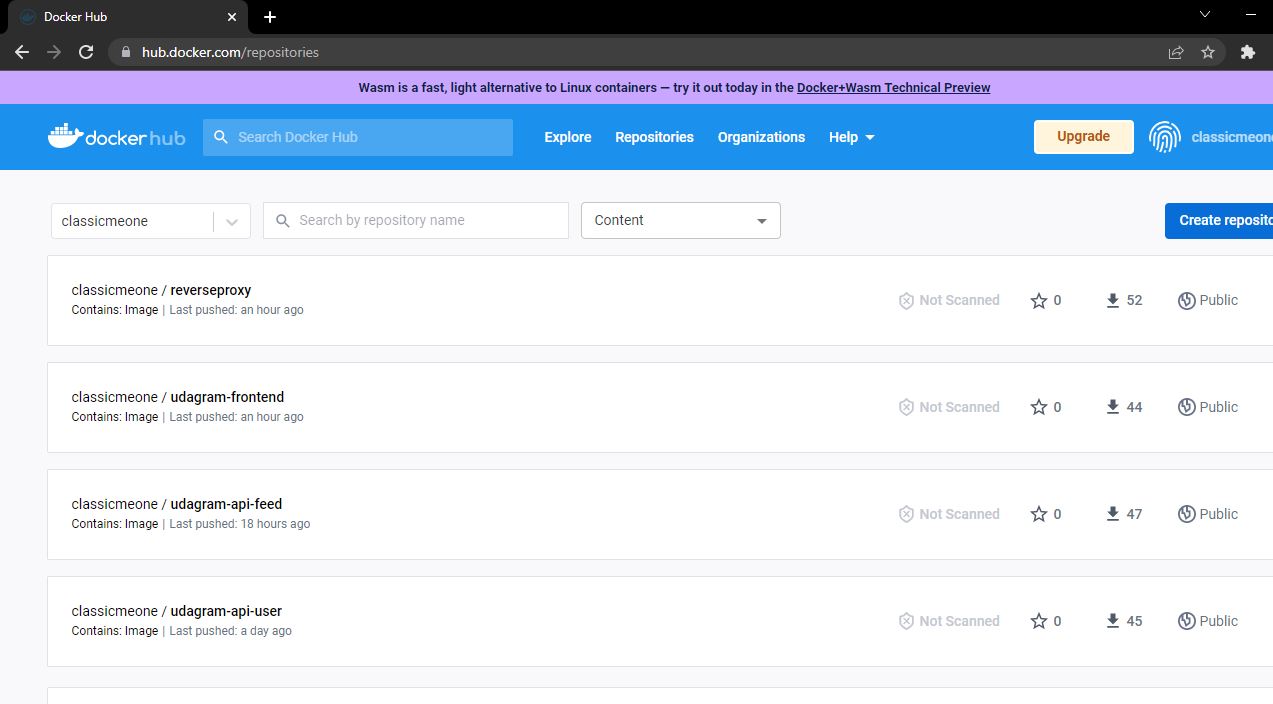 Docker Hub
hub.docker.com/repositories
Wasm is a fast, light alternative to Linux containers — try it out today in the Docker+Wasm Technical Preview
docker hub Search Docker Hub Explore Repositories Organizations Help Upgrade classicmeone
classicmeone Search by repository name Content Create reposito
classicmeone / reverseproxy
Contains: Image | Last pushed: an hour ago
Not Scanned 0 52 Public
classicmeone / udagram-frontend
Contains: Image | Last pushed: an hour ago
Not Scanned 0 44 Public
classicmeone / udagram-api-feed
Contains: Image | Last pushed: 18 hours ago
Not Scanned 0 47 Public
classicmeone / udagram-api-user
Contains: Image | Last pushed: a day ago
Not Scanned 0 45 Public